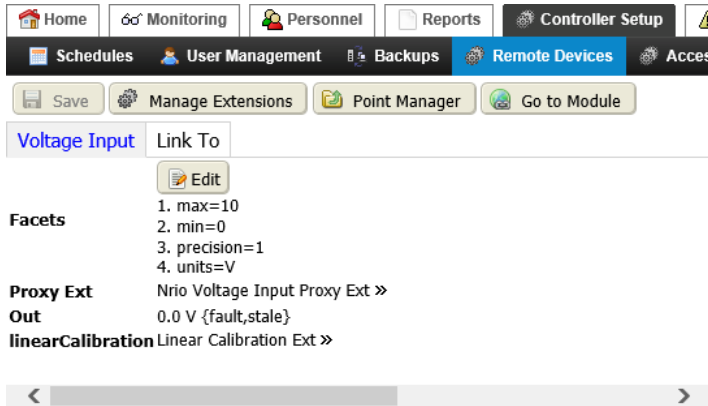 Home Monitoring Personnel Reports Controller Setup
Schedules User Management Backups Remote Devices Acces
Save Manage Extensions Point Manager Go to Module
Voltage Input Link To
Edit
Facets
1. max=10
2. min=0
3. precision=1
4. units=V
Proxy Ext Nrio Voltage Input Proxy Ext »
Out 0.0 V {fault,stale}
linearCalibration Linear Calibration Ext »